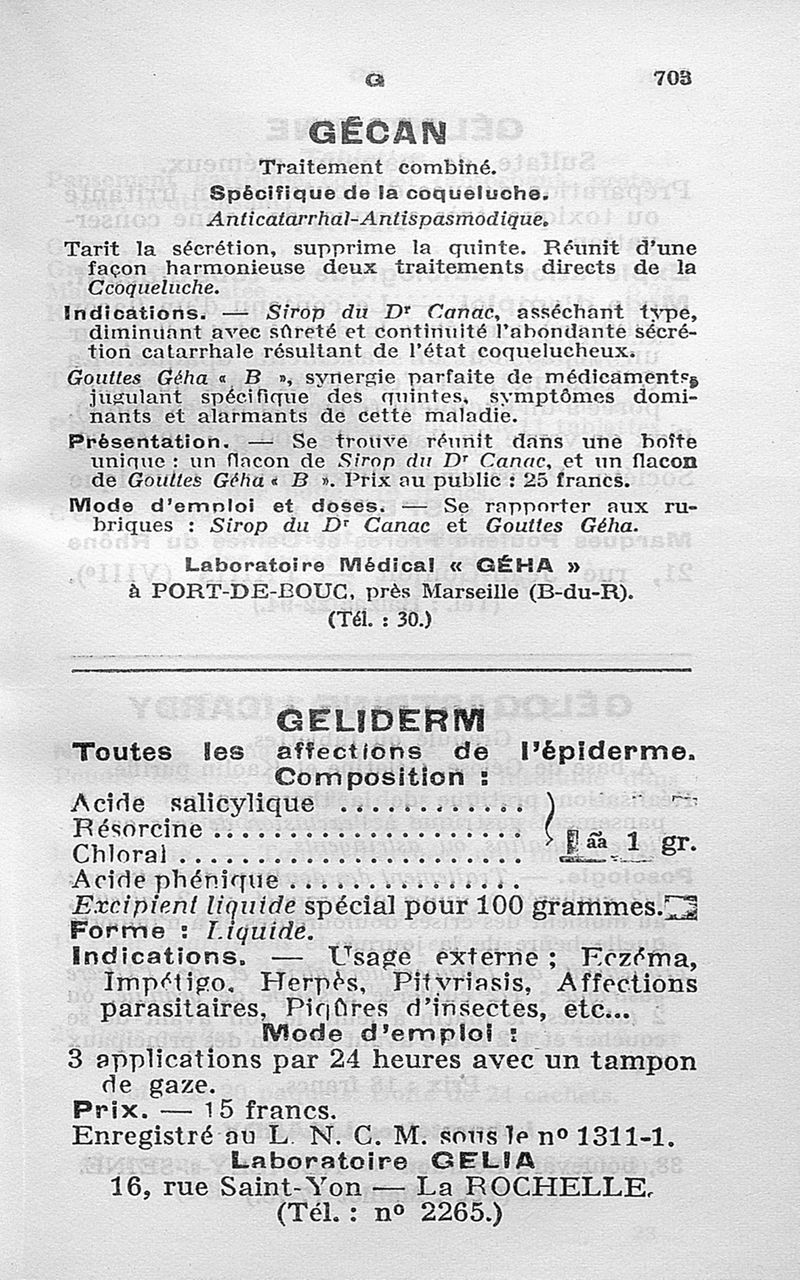 G 703
GÉCAN
Traitement combiné.
Spécifique de la coqueluche.
Anticatarrhal-Antispasmodique.
Tarit la sécrétion, supprime la quinte. Réunit d'une
façon harmonieuse deux traitements directs de la
Ccoqueluche.
Indications. — Sirop du Dr Canac, asséchant type,
diminuant avec sûreté et continuité l'abondante sécré-
tion catarrhale résultant de l'état coquelucheux.
Gouttes Géha « B », synergie parfaite de médicaments
jugulant spécifique des quintes, symptômes domi-
nants et alarmants de cette maladie.
Présentation. — Se trouve réunit dans une boîte
unique : un flacon de Sirop du Dr Canac, et un flacon
de Gouttes Géha « B ». Prix au public : 25 francs.
Mode d'emploi et doses. — Se rapporter aux ru-
briques : Sirop du Dr Canac et Gouttes Géha.
Laboratoire Médical « GÉHA »
à PORT-DE-BOUC, près Marseille (B-du-R).
(Tél. : 30.)
GELIDERM
Toutes les affections de l'épiderme.
Composition :
Acide salicylique ............
Résorcine ....................
Chloral ...................... āā 1 gr.
Acide phénique ..............
Excipient liquide spécial pour 100 grammes.
Forme : Liquide.
Indications. — Usage externe ; Eczéma,
Impétigo, Herpès, Pityriasis, Affections
parasitaires, Piqûres d'insectes, etc...
Mode d'emploi :
3 applications par 24 heures avec un tampon
de gaze.
Prix. — 15 francs.
Enregistré au L. N. C. M. sous le nº 1311-1.
Laboratoire GELIA
16, rue Saint-Yon — La ROCHELLE.
(Tél. : nº 2265.)